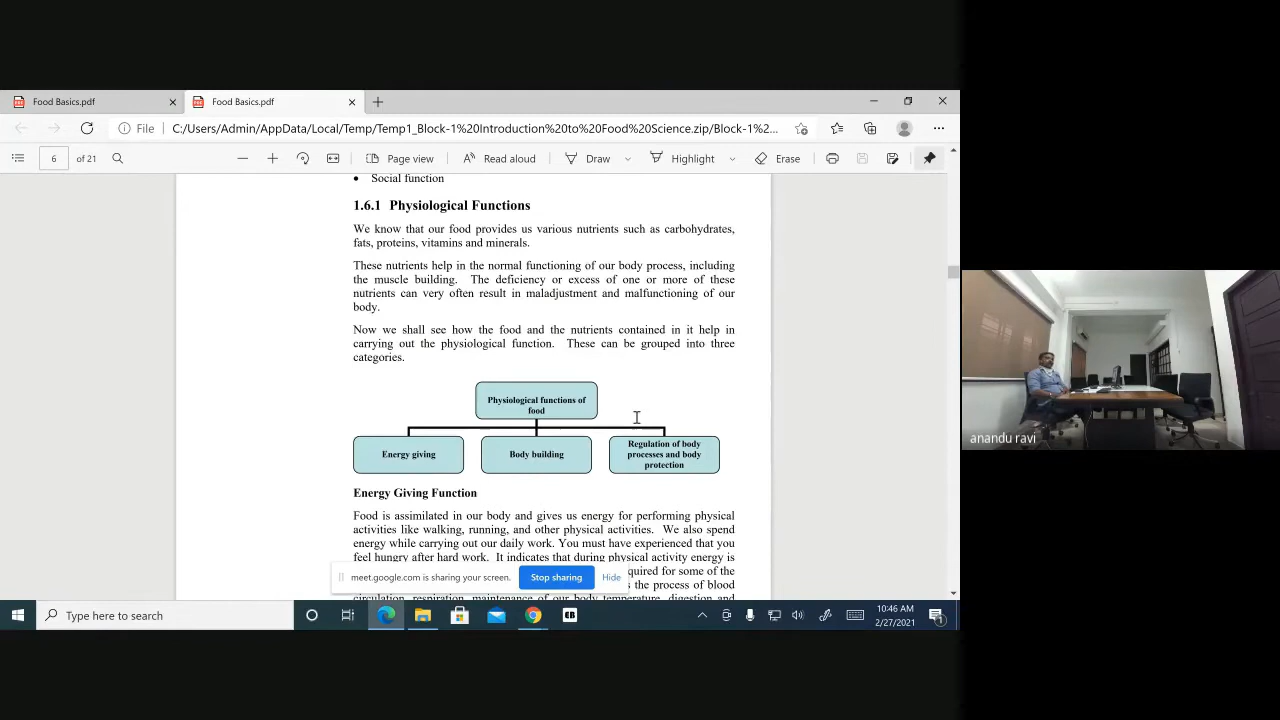 Food Basics.pdf
Food Basics.pdf
File
C:/Users/Admin/AppData/Local/Temp/Temp1_Block-1%20Introduction%20to%20Food%20Science.zip/Block-1%2...
6 of 21
Page view
Read aloud
Draw
Highlight
Erase
• Social function
1.6.1 Physiological Functions
We know that our food provides us various nutrients such as carbohydrates,
fats, proteins, vitamins and minerals.
These nutrients help in the normal functioning of our body process, including
the muscle building. The deficiency or excess of one or more of these
nutrients can very often result in maladjustment and malfunctioning of our
body.
Now we shall see how the food and the nutrients contained in it help in
carrying out the physiological function. These can be grouped into three
categories.
Physiological functions of
food
Energy giving
Body building
Regulation of body
processes and body
protection
Energy Giving Function
Food is assimilated in our body and gives us energy for performing physical
activities like walking, running, and other physical activities. We also spend
energy while carrying out our daily work. You must have experienced that you
feel hungry after hard work. It indicates that during physical activity energy is
quired for some of the
the process of blood
circulation, respiration, maintenance of our body temperature, digestion and
meet.google.com is sharing your screen.
Stop sharing
Hide
anandu ravi
Type here to search
10:46 AM
2/27/2021